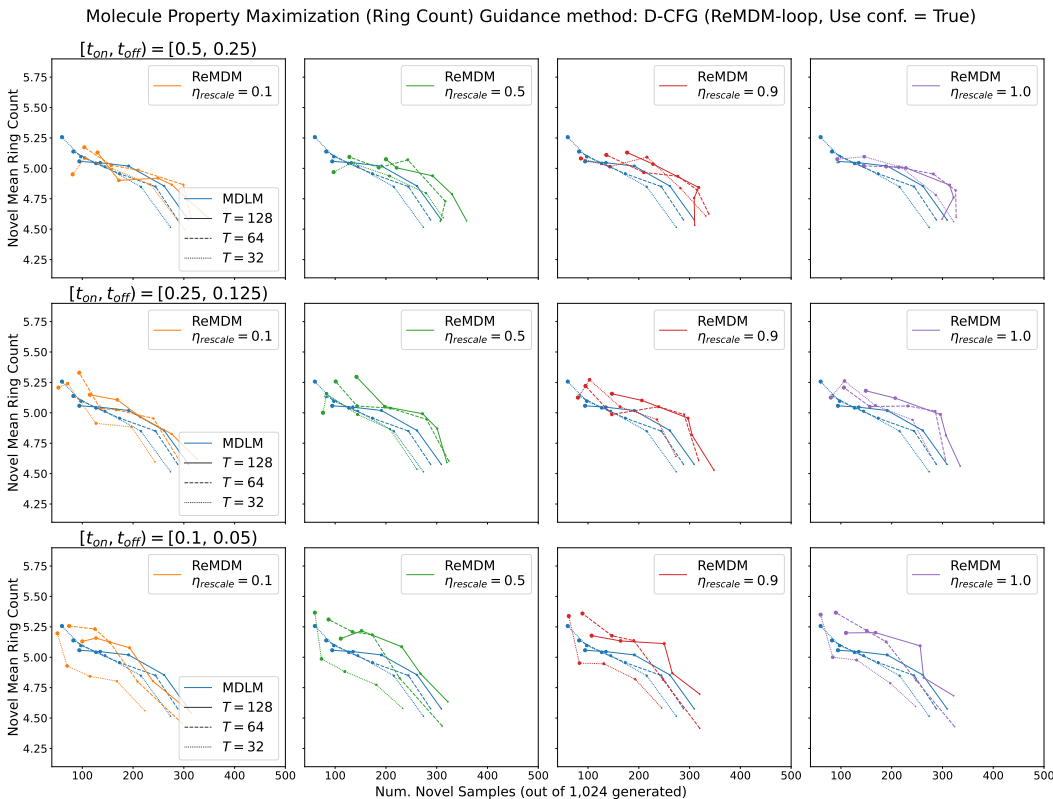 Molecule Property Maximization (Ring Count) Guidance method: D-CFG (ReMDM-loop, Use conf. = True)
[t_on, t_off) = [0.5, 0.25)
Novel Mean Ring Count
5.75
5.50
5.25
5.00
4.75
4.50
4.25
ReMDM
η_rescale = 0.1
MDLM
T = 128
T = 64
T = 32
ReMDM
η_rescale = 0.5
ReMDM
η_rescale = 0.9
ReMDM
η_rescale = 1.0
[t_on, t_off) = [0.25, 0.125)
Novel Mean Ring Count
5.75
5.50
5.25
5.00
4.75
4.50
4.25
ReMDM
η_rescale = 0.1
MDLM
T = 128
T = 64
T = 32
ReMDM
η_rescale = 0.5
ReMDM
η_rescale = 0.9
ReMDM
η_rescale = 1.0
[t_on, t_off) = [0.1, 0.05)
Novel Mean Ring Count
5.75
5.50
5.25
5.00
4.75
4.50
4.25
ReMDM
η_rescale = 0.1
MDLM
T = 128
T = 64
T = 32
ReMDM
η_rescale = 0.5
ReMDM
η_rescale = 0.9
ReMDM
η_rescale = 1.0
100 200 300 400 500
100 200 300 400 500
100 200 300 400 500
100 200 300 400 500
Num. Novel Samples (out of 1,024 generated)